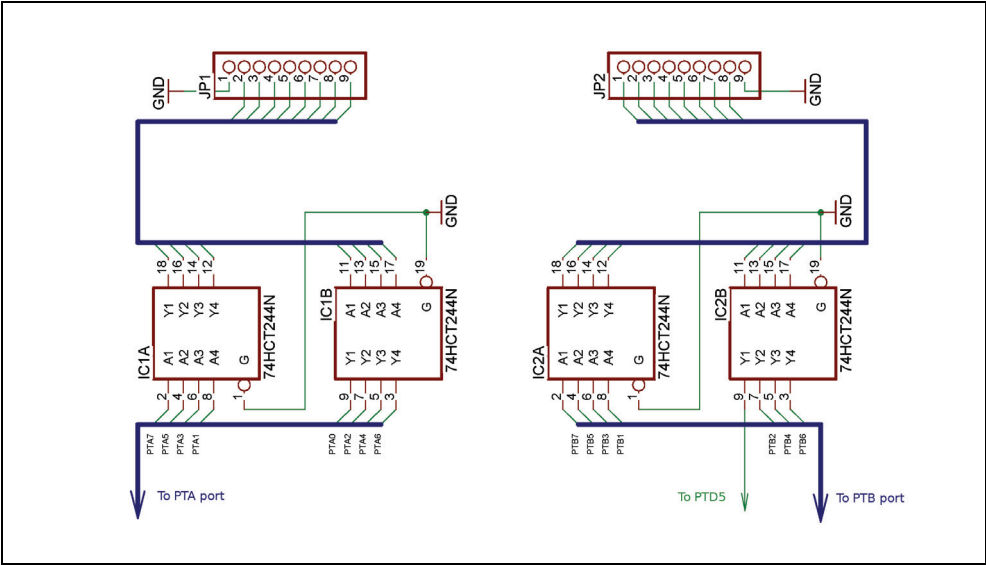 GND
JP1
1 2 3 4 5 6 7 8 9
JP2
1 2 3 4 5 6 7 8 9
GND
GND
GND
18 16 14 12
11 13 15 17 19
18 16 14 12
11 13 15 17 19
IC1A
Y1 Y2 Y3 Y4
A1 A2 A3 A4 G
74HCT244N
IC1B
A1 A2 A3 A4 G
Y1 Y2 Y3 Y4
74HCT244N
IC2A
Y1 Y2 Y3 Y4
A1 A2 A3 A4 G
74HCT244N
IC2B
A1 A2 A3 A4 G
Y1 Y2 Y3 Y4
74HCT244N
2 4 6 8 1
9 7 5 3
2 4 6 8 1
9 7 5 3
PTA7 PTA5 PTA3 PTA1
PTA0 PTA2 PTA4 PTA6
PTB7 PTB5 PTB3 PTB1
PTB2 PTB4 PTB6
To PTA port
To PTD5
To PTB port